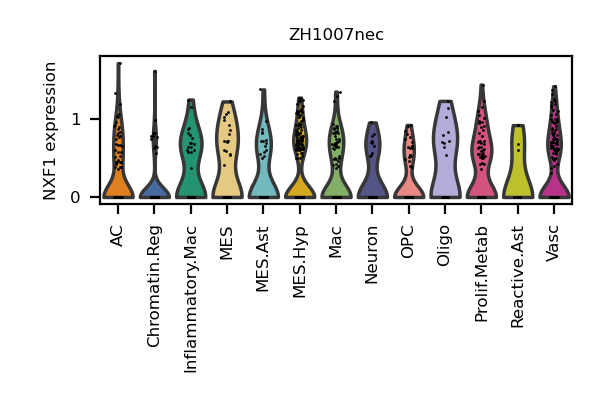 ZH1007nec
NXF1 expression
1
0
AC
Chromatin.Reg
Inflammatory.Mac
MES
MES.Ast
MES.Hyp
Mac
Neuron
OPC
Oligo
Prolif.Metab
Reactive.Ast
Vasc